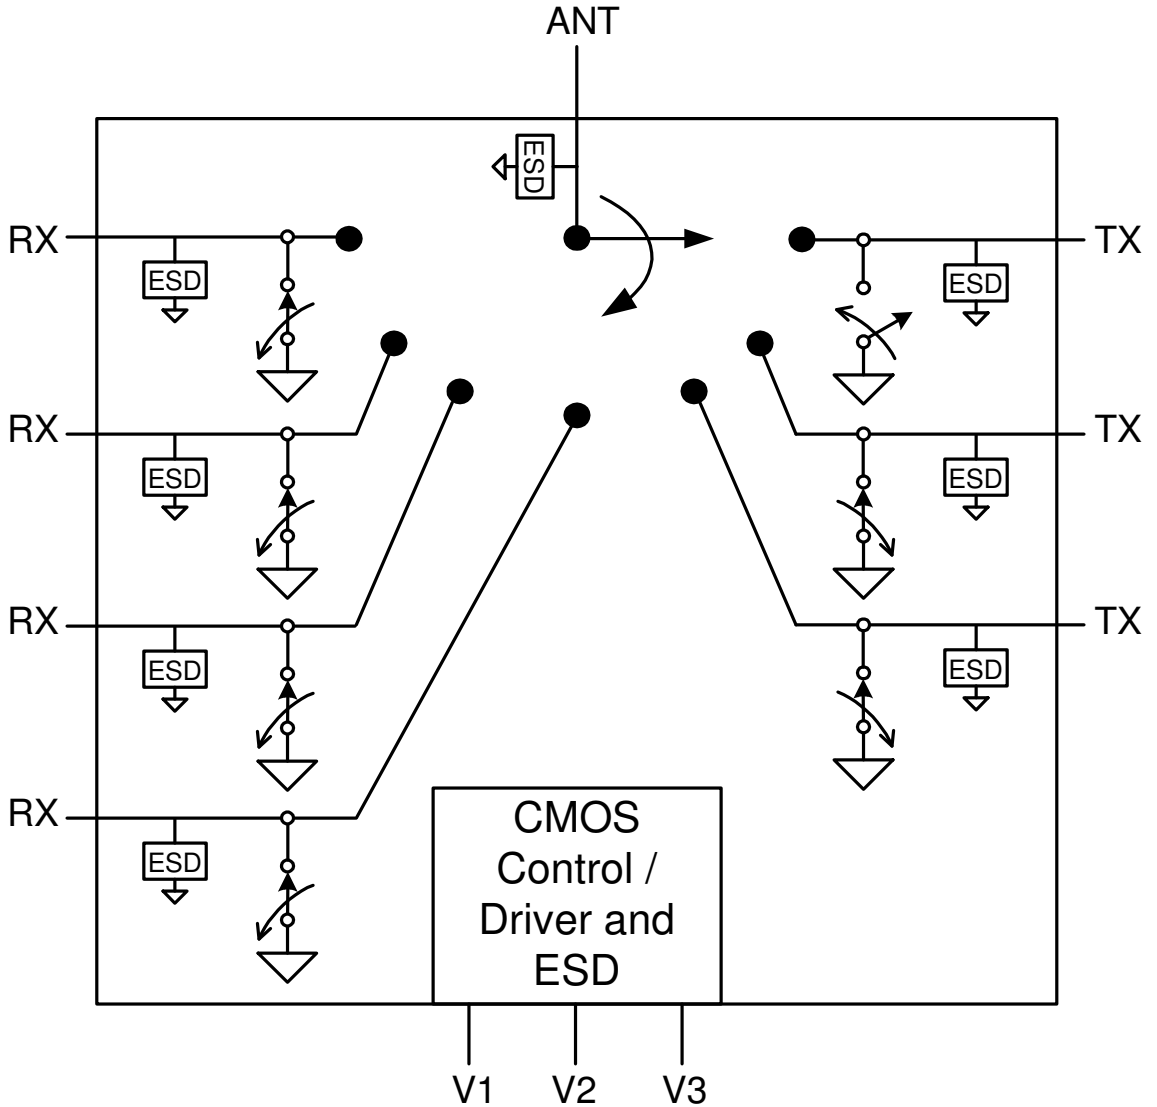 ANT
ESD
RX
TX
ESD
ESD
RX
TX
ESD
ESD
RX
TX
ESD
ESD
RX
ESD
CMOS
Control /
Driver and
ESD
V1 V2 V3